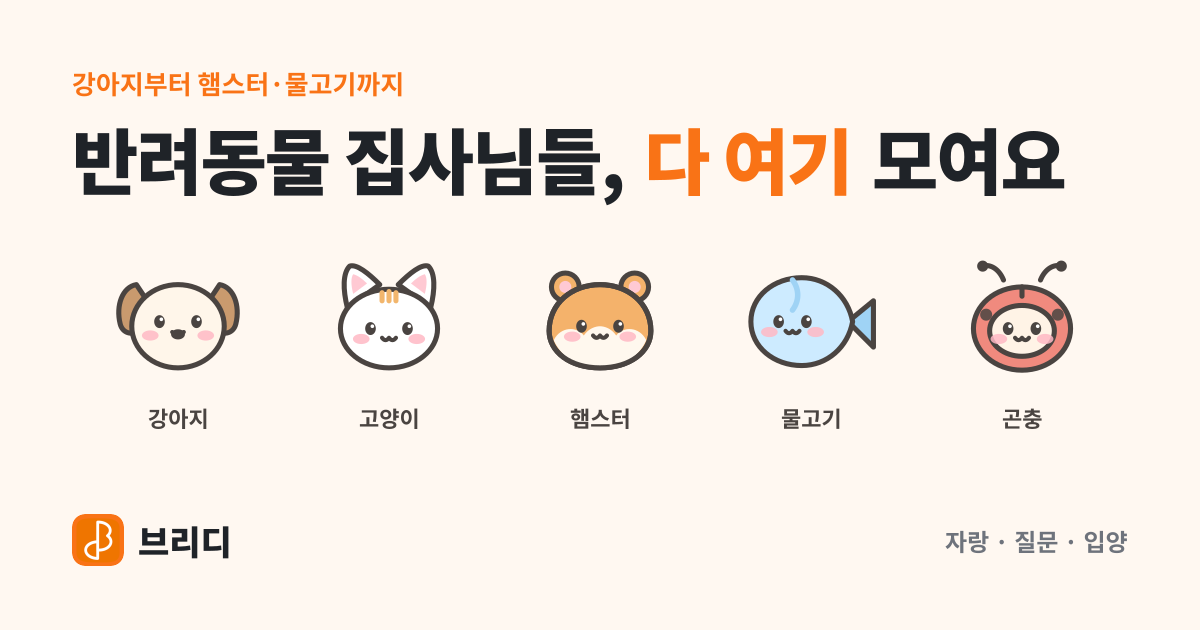 강아지부터 햄스터·물고기까지
반려동물 집사님들, 다 여기 모여요
강아지
고양이
햄스터
물고기
곤충
브리디
자랑 · 질문 · 입양